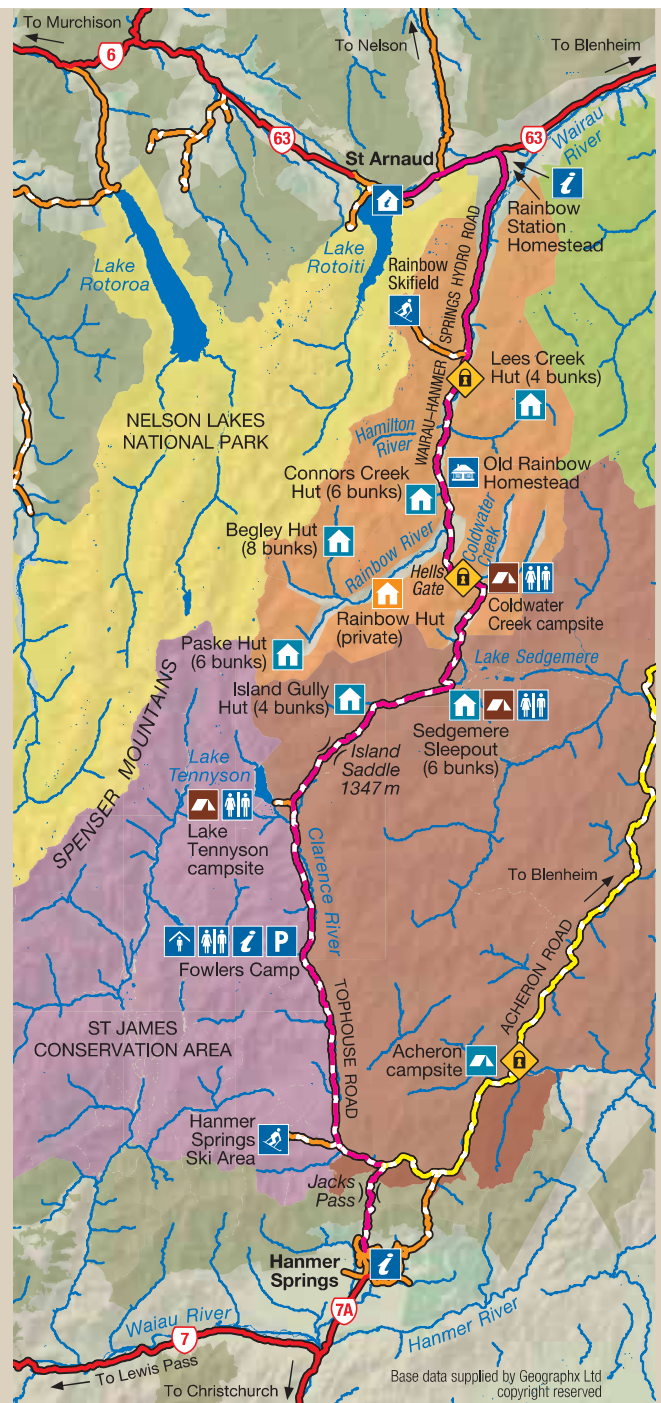 To Murchison
6
To Nelson
To Blenheim
63
63
St Arnaud
Wairau
River
i
i
Rainbow
Station
Homestead
Lake
Rotoroa
Lake
Rotoiti
Rainbow
Skifield
WAIRAU–HANMER SPRINGS HYDRO ROAD
Lees Creek
Hut (4 bunks)
NELSON LAKES
NATIONAL PARK
Hamilton
River
Connors Creek
Hut (6 bunks)
Old Rainbow
Homestead
Begley Hut
(8 bunks)
Rainbow River
Coldwater
Creek
Hells
Gate
Coldwater
Creek campsite
Rainbow Hut
(private)
Paske Hut
(6 bunks)
Lake Sedgemere
Island Gully
Hut (4 bunks)
Sedgemere
Sleepout
(6 bunks)
SPENSER MOUNTAINS
Island
Saddle
1347 m
Lake
Tennyson
Lake
Tennyson
campsite
Clarence River
To Blenheim
i
P
Fowlers Camp
ACHERON ROAD
TOPHOUSE ROAD
ST JAMES
CONSERVATION AREA
Acheron
campsite
Hanmer
Springs
Ski Area
Jacks
Pass
Hanmer
Springs
i
7A
Waiau River
7
Hanmer River
To Lewis Pass
To Christchurch
Base data supplied by Geographx Ltd
copyright reserved